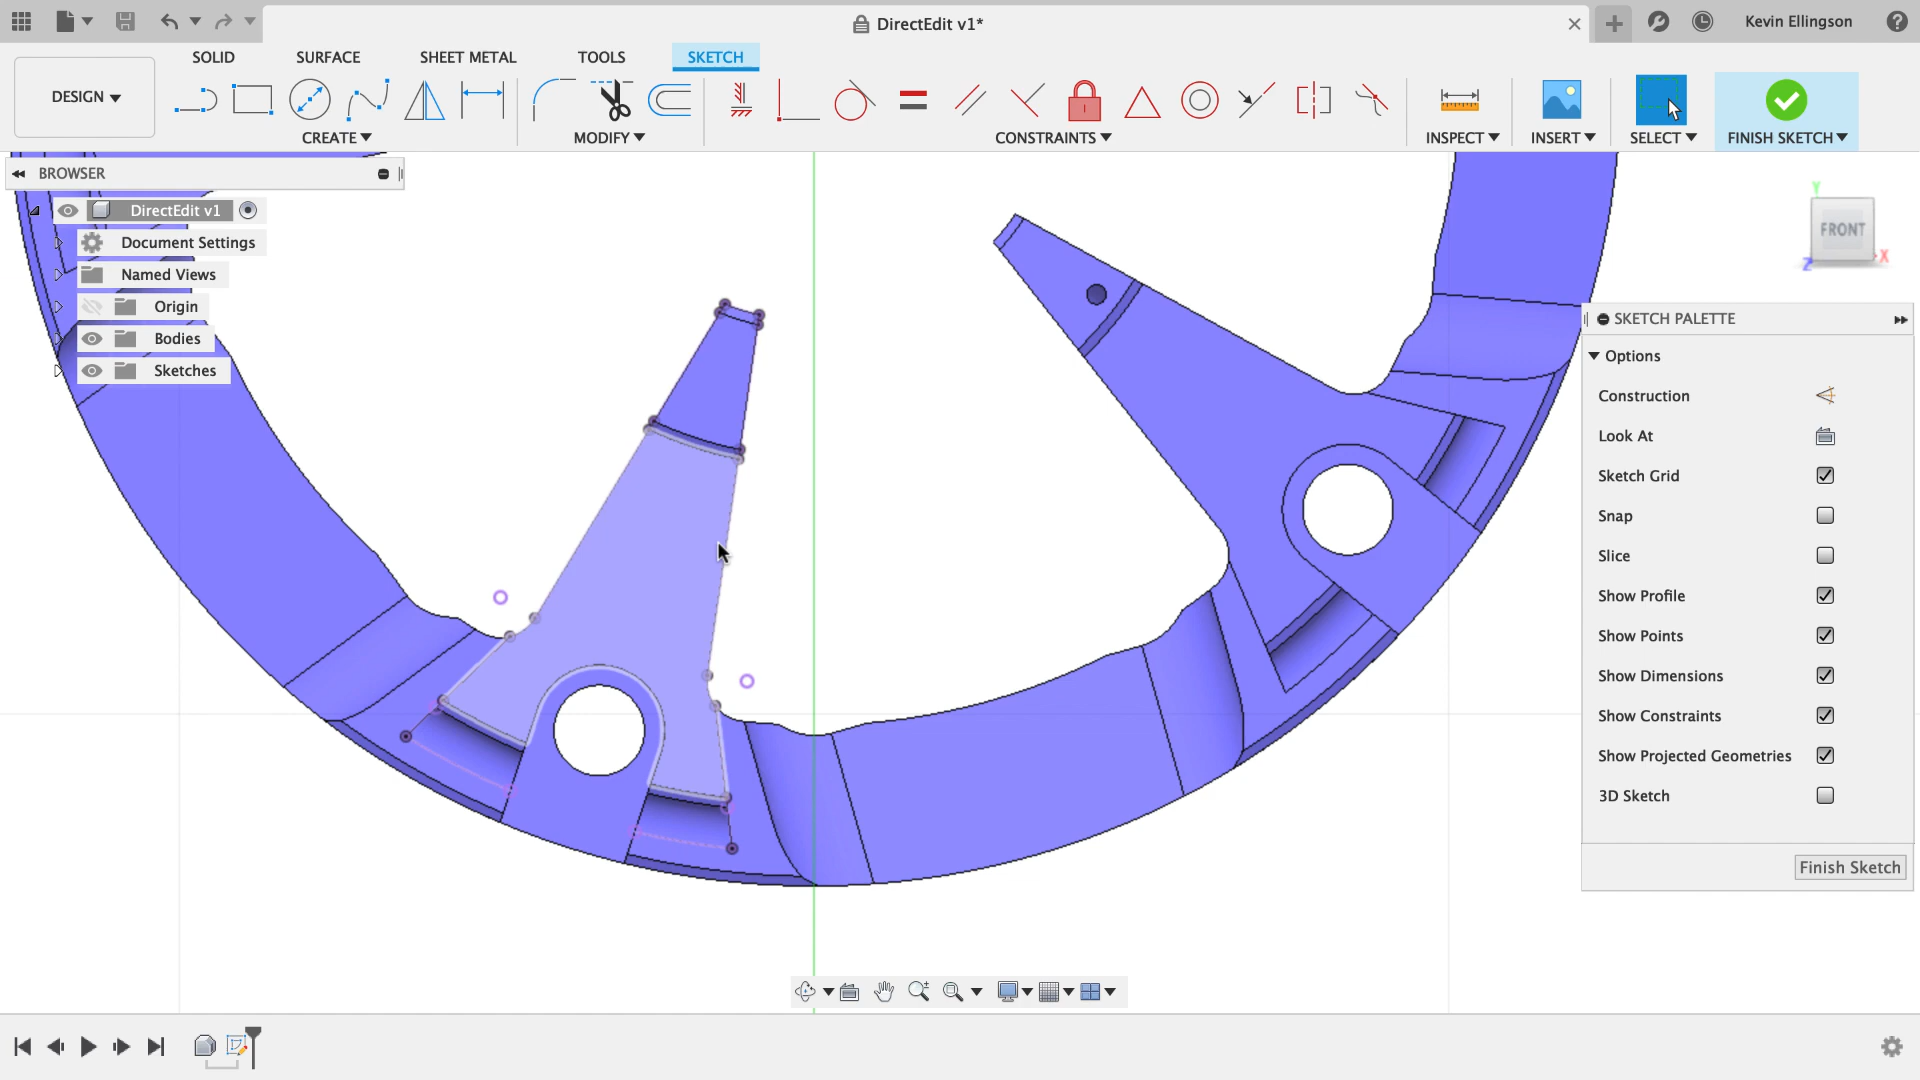 DirectEdit v1*
Kevin Ellingson
DESIGN
SOLID
SURFACE
SHEET METAL
TOOLS
SKETCH
CREATE
MODIFY
CONSTRAINTS
INSPECT
INSERT
SELECT
FINISH SKETCH
BROWSER
DirectEdit v1
Document Settings
Named Views
Origin
Bodies
Sketches
Y
FRONT
X
Z
SKETCH PALETTE
Options
Construction
Look At
Sketch Grid
Snap
Slice
Show Profile
Show Points
Show Dimensions
Show Constraints
Show Projected Geometries
3D Sketch
Finish Sketch